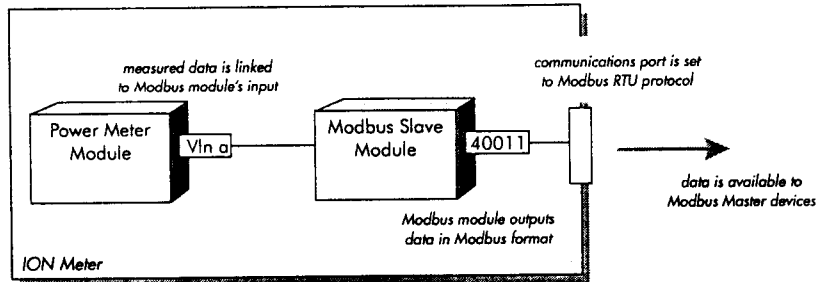 measured data is linked
to Modbus module's input
communications port is set
to Modbus RTU protocol
Power Meter
Module
Vln a
Modbus Slave
Module
40011
data is available to
Modbus Master devices
Modbus module outputs
data in Modbus format
ION Meter